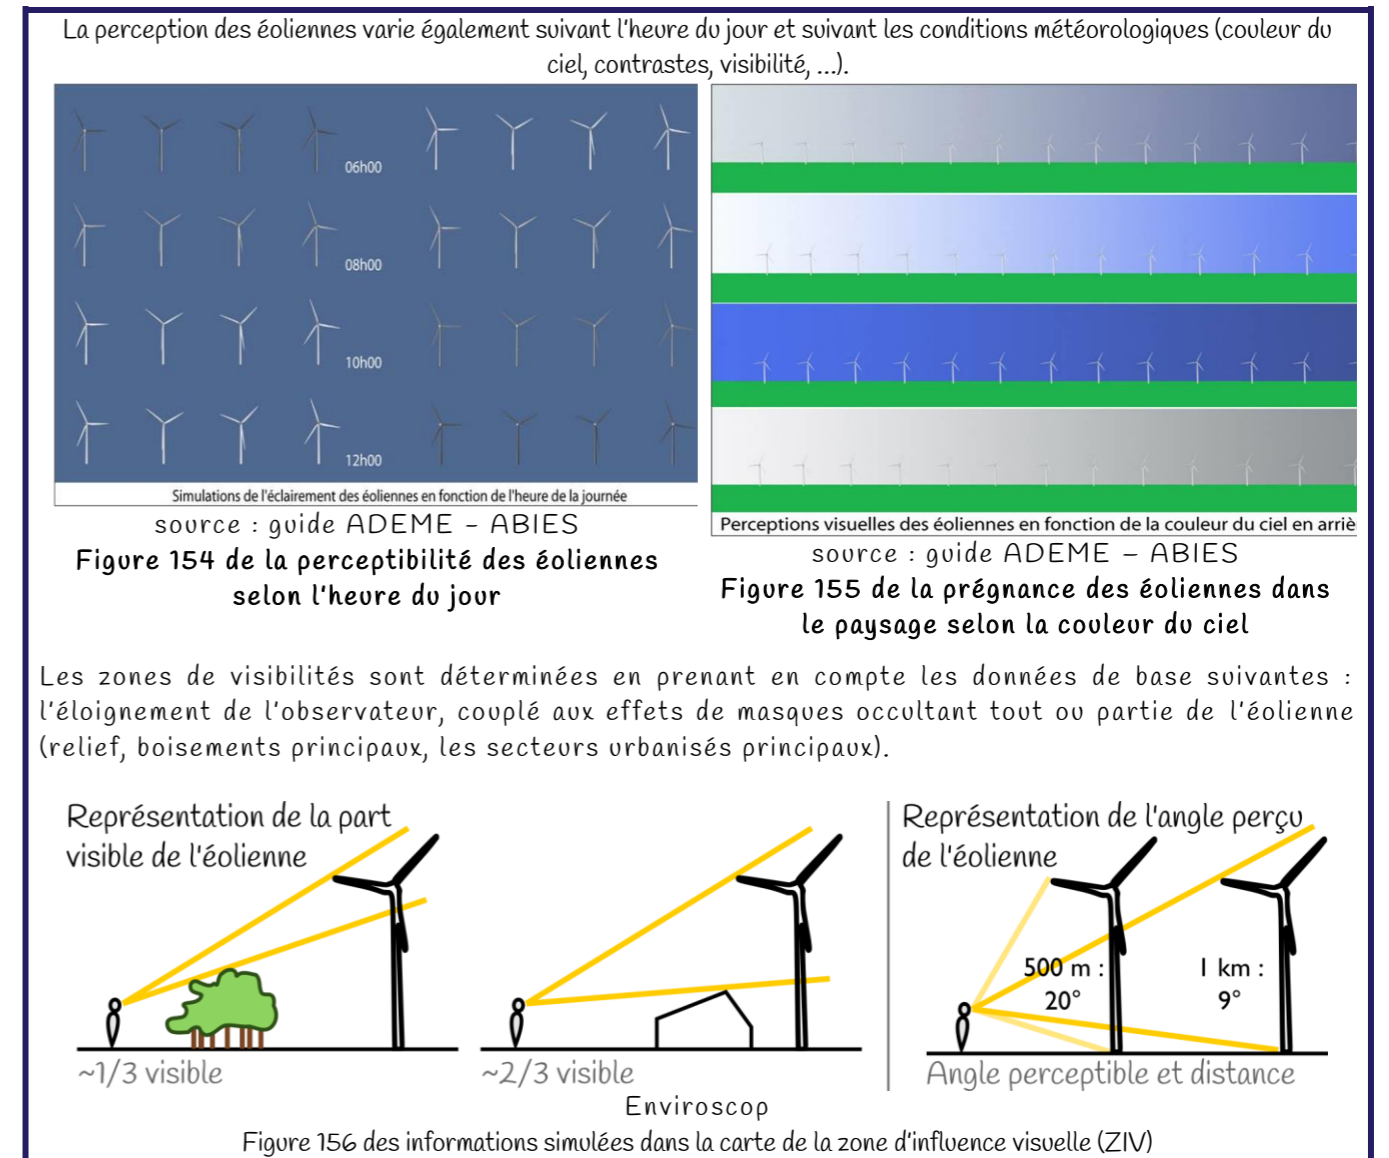 La perception des éoliennes varie également suivant l'heure du jour et suivant les conditions météorologiques (couleur du
ciel, contrastes, visibilité, ...).
06h00
08h00
10h00
12h00
Simulations de l'éclairement des éoliennes en fonction de l'heure de la journée
source : guide ADEME - ABIES
Figure 154 de la perceptibilité des éoliennes
selon l'heure du jour
Perceptions visuelles des éoliennes en fonction de la couleur du ciel en arriè
source : guide ADEME – ABIES
Figure 155 de la prégnance des éoliennes dans
le paysage selon la couleur du ciel
Les zones de visibilités sont déterminées en prenant en compte les données de base suivantes :
l'éloignement de l'observateur, couplé aux effets de masques occultant tout ou partie de l'éolienne
(relief, boisements principaux, les secteurs urbanisés principaux).
Représentation de la part
visible de l'éolienne
~1/3 visible
~2/3 visible
Représentation de l'angle perçu
de l'éolienne
500 m :
20°
1 km :
9°
Angle perceptible et distance
Enviroscop
Figure 156 des informations simulées dans la carte de la zone d'influence visuelle (ZIV)